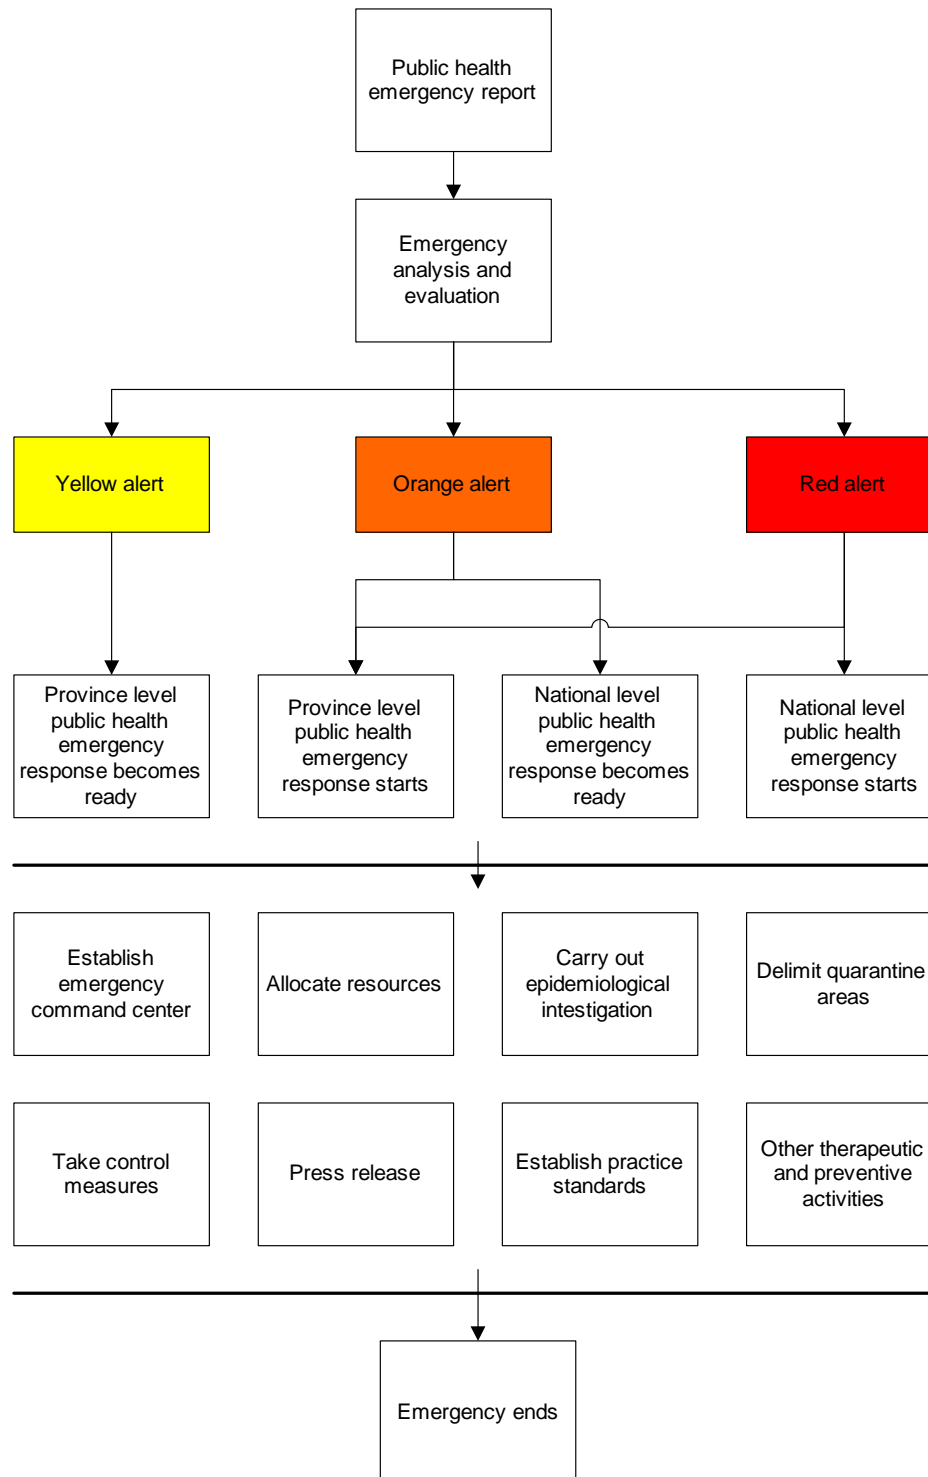 Public health
emergency report
Emergency
analysis and
evaluation
Yellow alert
Orange alert
Red alert
Province level
public health
emergency
response becomes
ready
Province level
public health
emergency
response starts
National level
public health
emergency
response becomes
ready
National level
public health
emergency
response starts
Establish
emergency
command center
Allocate resources
Carry out
epidemiological
intestigation
Delimit quarantine
areas
Take control
measures
Press release
Establish practice
standards
Other therapeutic
and preventive
activities
Emergency ends